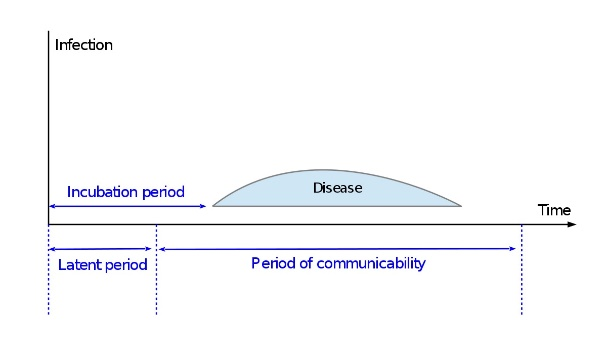 Infection
Incubation period
Disease
Time
Latent period
Period of communicability